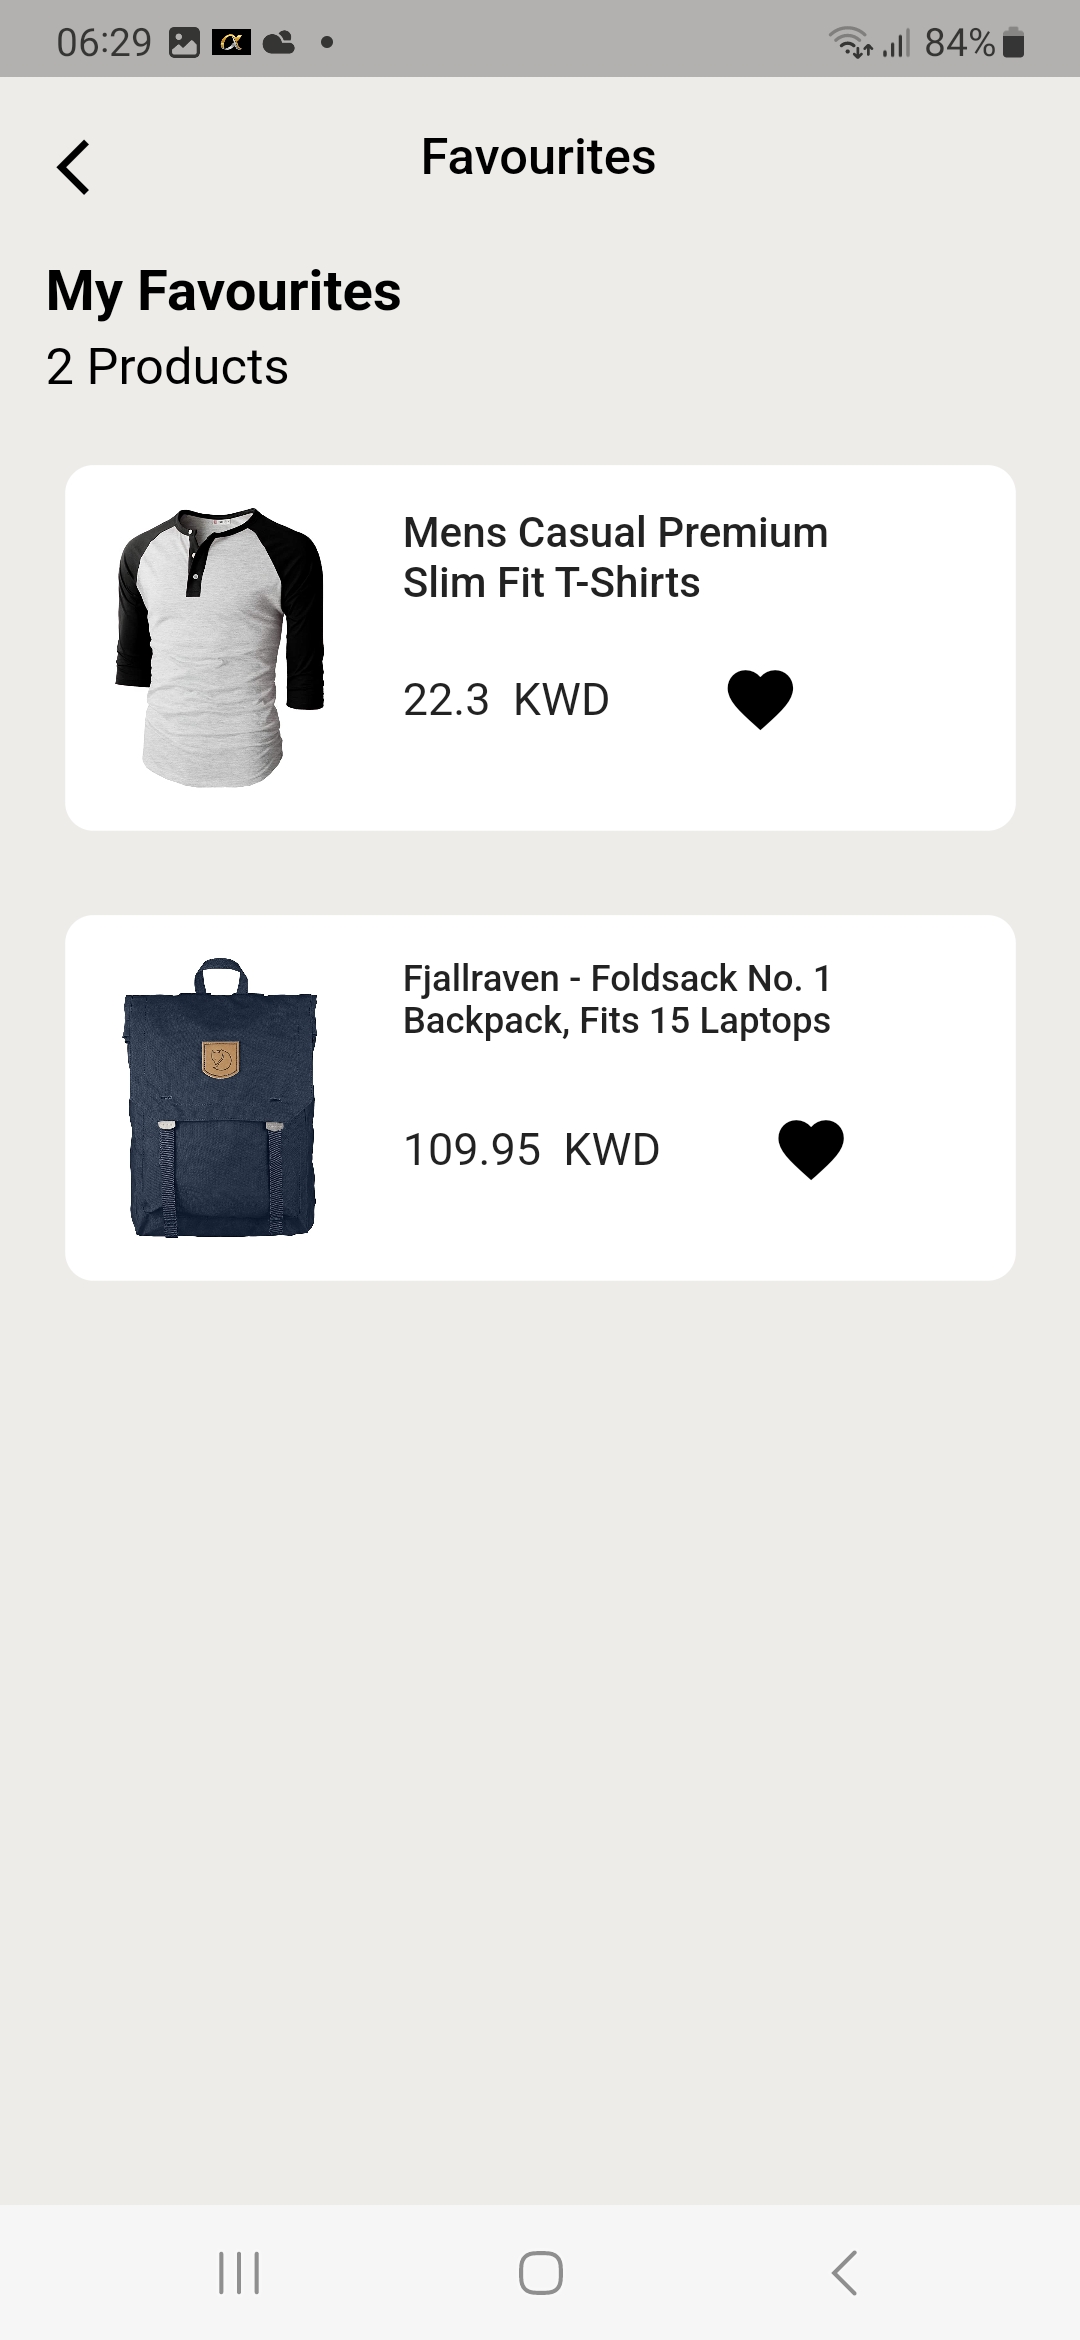 06:29
84%
Favourites
My Favourites
2 Products
Mens Casual Premium
Slim Fit T-Shirts
22.3 KWD
Fjallraven - Foldsack No. 1
Backpack, Fits 15 Laptops
109.95 KWD